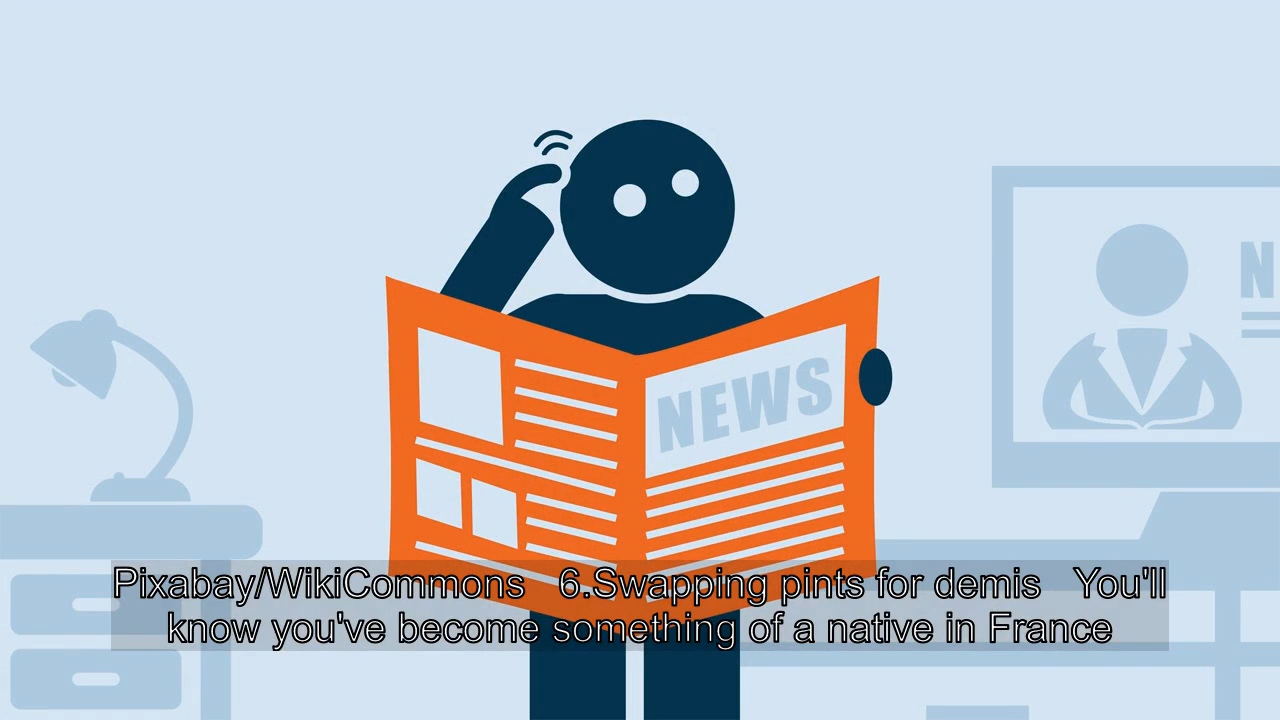 N
NEWS
Pixabay/WikiCommons 6.Swapping pints for demis You'll
know you've become something of a native in France